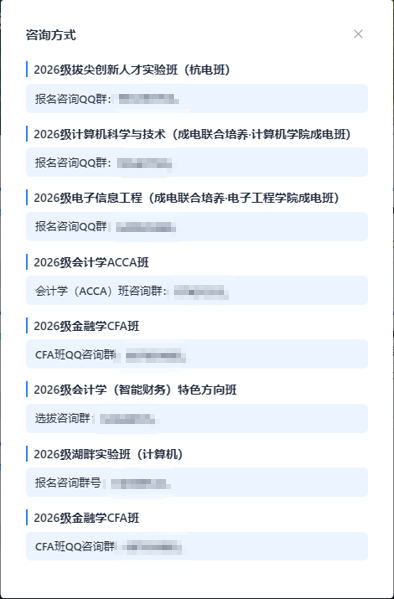 咨询方式
2026级拔尖创新人才实验班（杭电班）
报名咨询QQ群：
2026级计算机科学与技术（成电联合培养·计算机学院成电班）
报名咨询QQ群：
2026级电子信息工程（成电联合培养·电子工程学院成电班）
报名咨询QQ群：
2026级会计学ACCA班
会计学（ACCA）班咨询群：
2026级金融学CFA班
CFA班QQ咨询群：
2026级会计学（智能财务）特色方向班
选拔咨询群：
2026级湖畔实验班（计算机）
报名咨询群号：
2026级金融学CFA班
CFA班QQ咨询群：